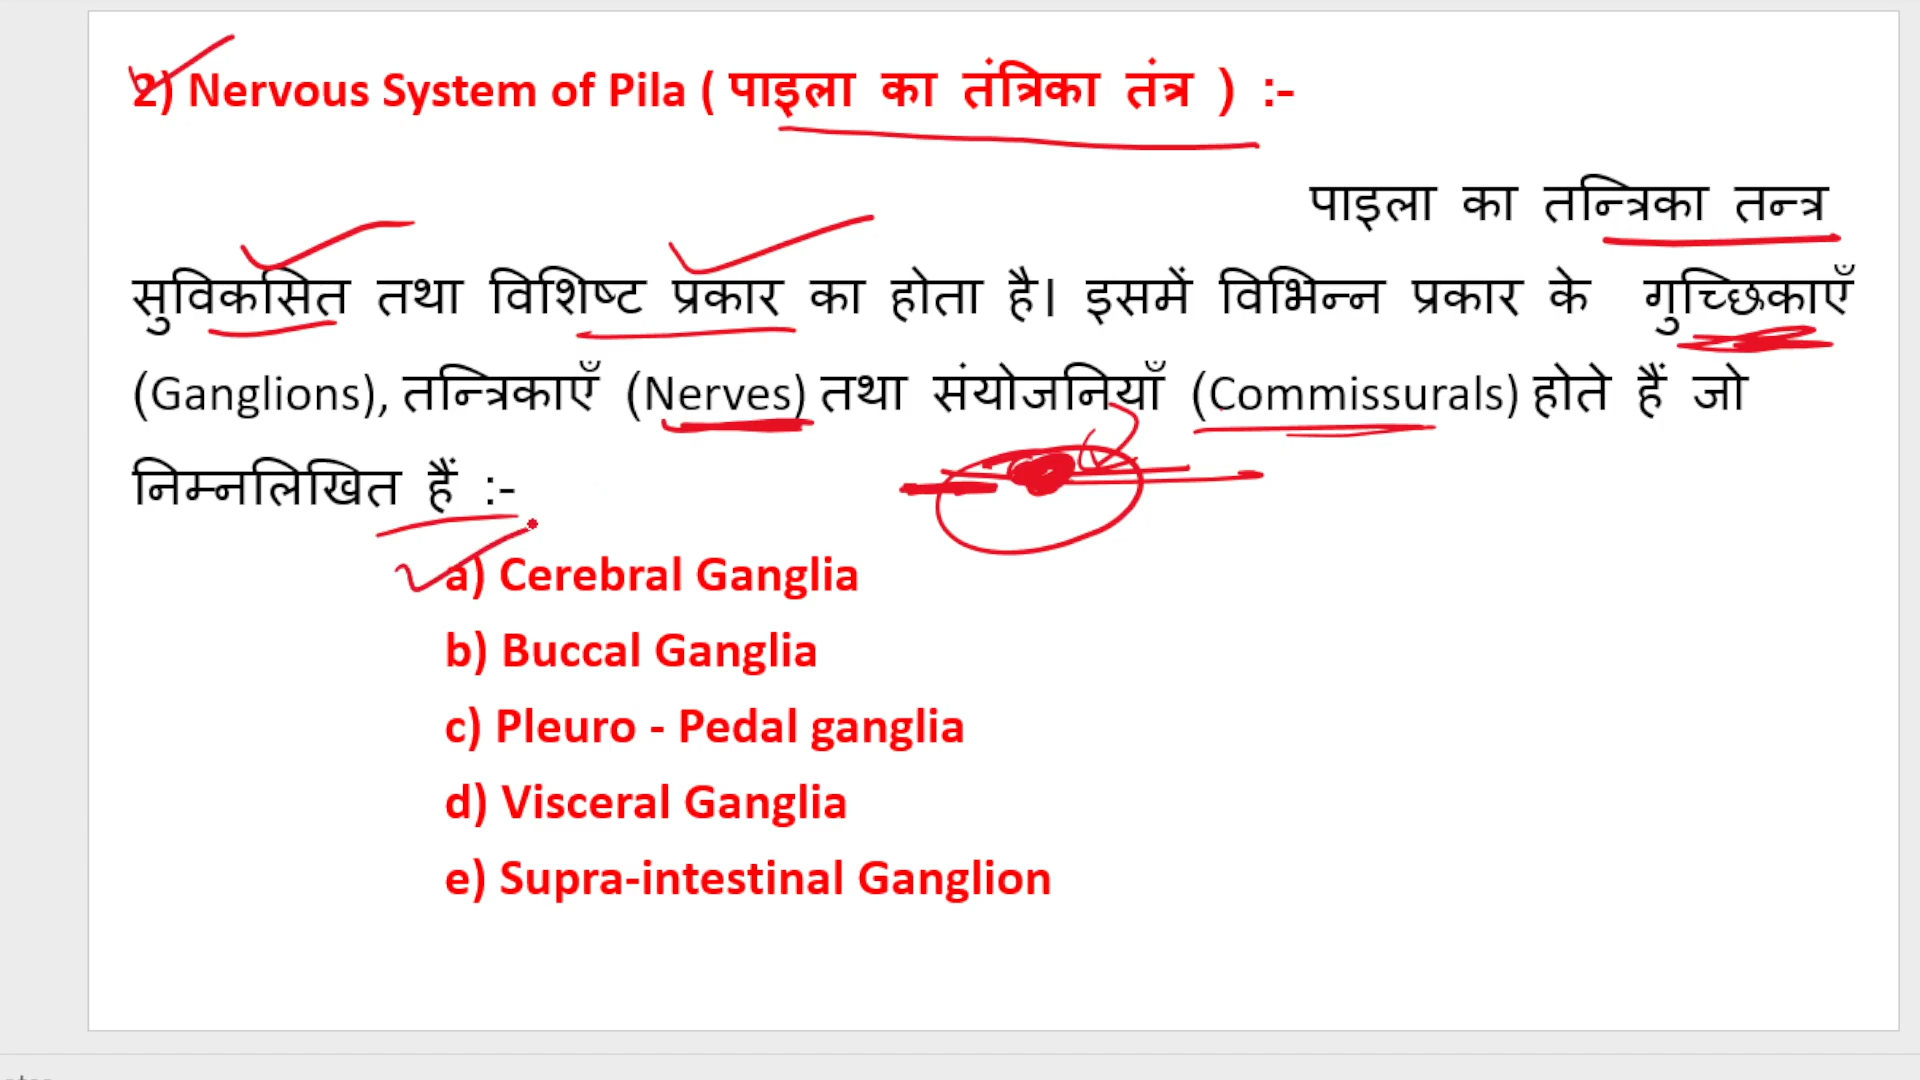 2) Nervous System of Pila ( पाइला का तंत्रिका तंत्र ) :-
पाइला का तन्त्रिका तन्त्र
सुविकसित तथा विशिष्ट प्रकार का होता है। इसमें विभिन्न प्रकार के गुच्छिकाएँ
(Ganglions), तन्त्रिकाएँ (Nerves) तथा संयोजनियाँ (Commissurals) होते हैं जो
निम्नलिखित हैं :-
a) Cerebral Ganglia
b) Buccal Ganglia
c) Pleuro - Pedal ganglia
d) Visceral Ganglia
e) Supra-intestinal Ganglion